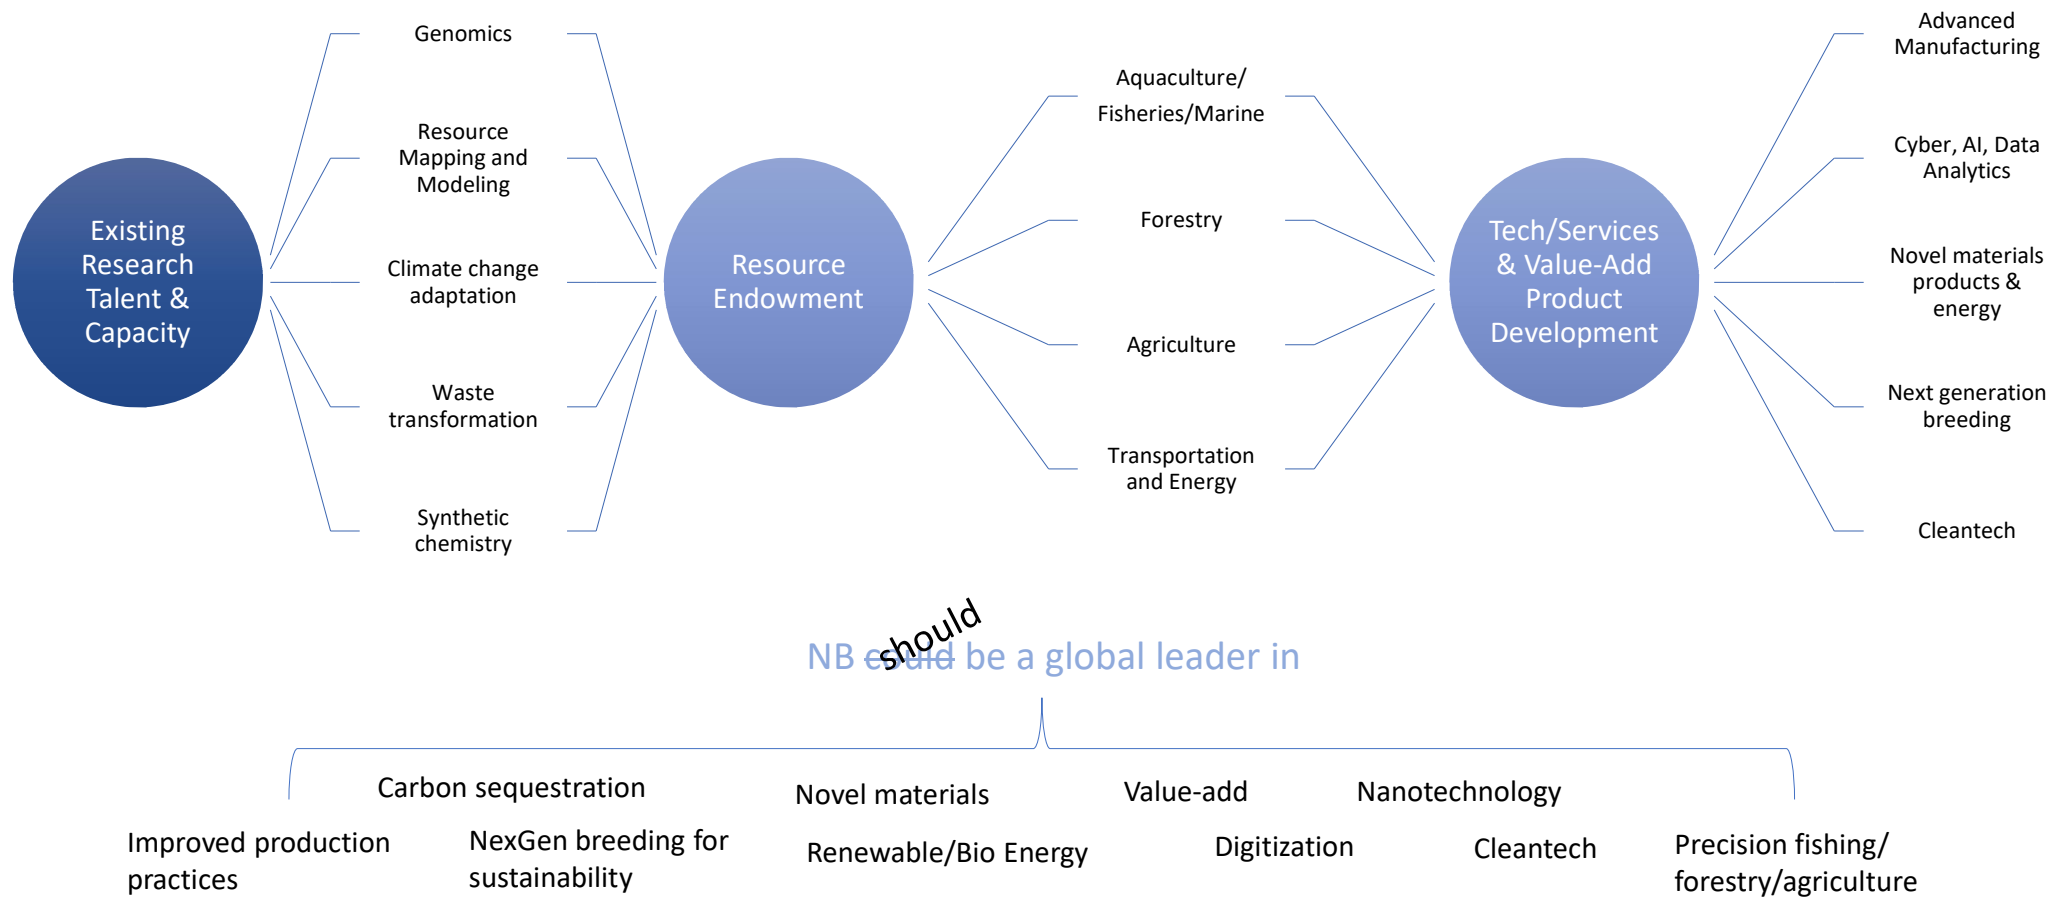 Existing
Research
Talent &
Capacity
Genomics
Resource
Mapping and
Modeling
Climate change
adaptation
Waste
transformation
Synthetic
chemistry
Resource
Endowment
Aquaculture/
Fisheries/Marine
Forestry
Agriculture
Transportation
and Energy
Tech/Services
& Value-Add
Product
Development
Advanced
Manufacturing
Cyber, AI, Data
Analytics
Novel materials
products &
energy
Next generation
breeding
Cleantech
should
NB could be a global leader in
Carbon sequestration
Novel materials
Value-add
Nanotechnology
Improved production
practices
NexGen breeding for
sustainability
Renewable/Bio Energy
Digitization
Cleantech
Precision fishing/
forestry/agriculture